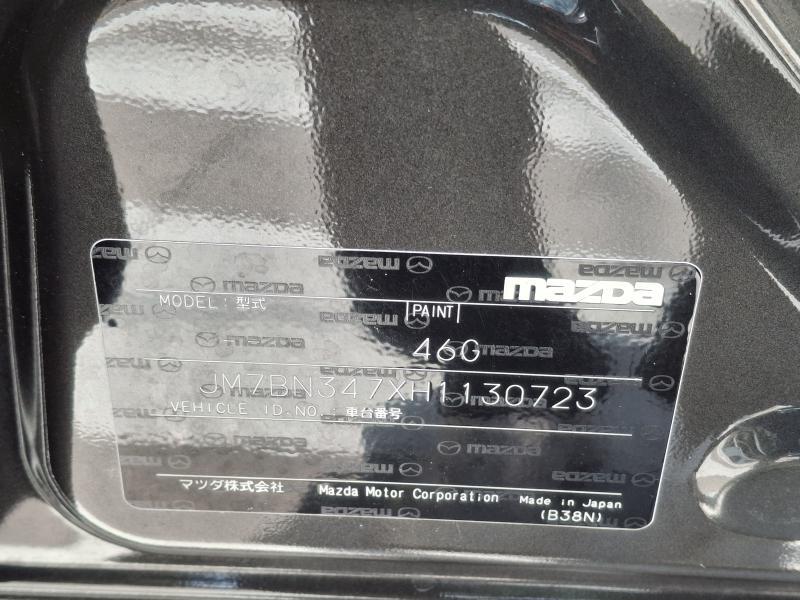 mazda
MODEL : 型式 PAINT
46G
JM7BN347XH1130723
VEHICLE ID.NO. : 車台番号
マツダ株式会社 Mazda Motor Corporation Made in Japan
(B38N)